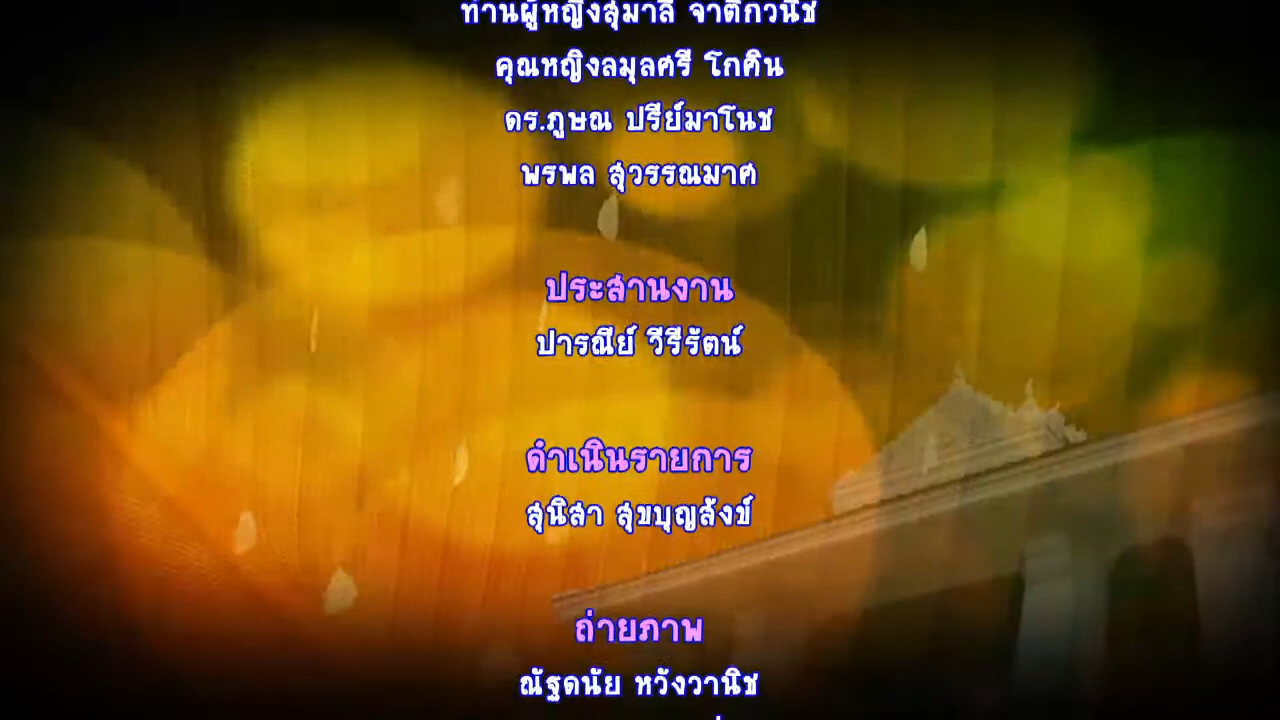 ท่านผู้หญิงสุมาลี จาติกวนิช
คุณหญิงลมุลศรี โกศิน
ดร.ภูษณ ปรีย์มาโนช
พรพล สุวรรณมาศ
ประสานงาน
ปารณีย์ วีรีรัตน์
ดำเนินรายการ
สุนิสา สุขบุญสังข์
ถ่ายภาพ
ณัฐดนัย หวังวานิช